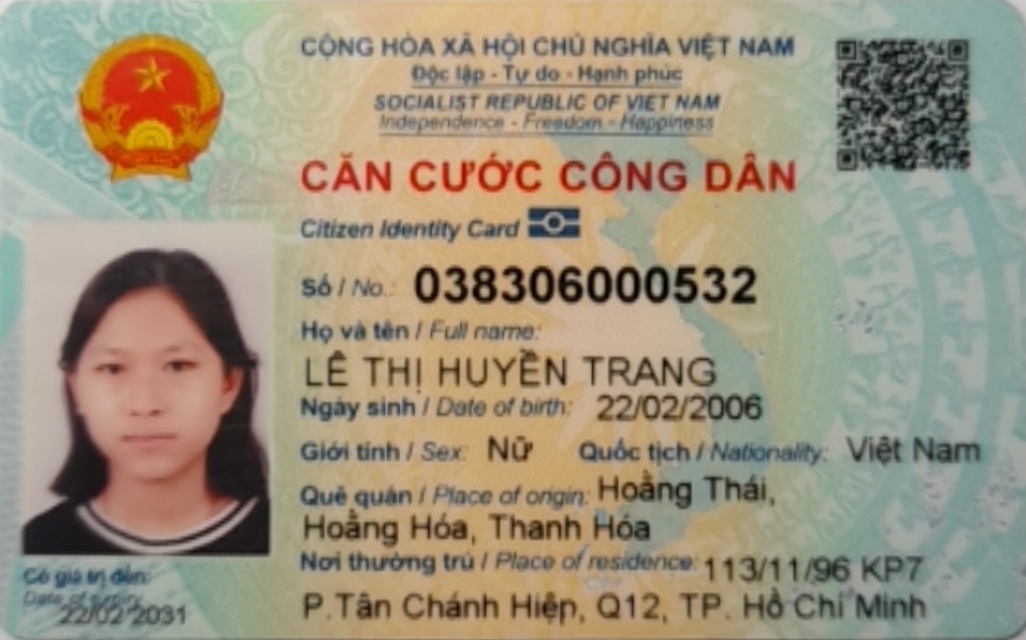 CỘNG HÒA XÃ HỘI CHỦ NGHĨA VIỆT NAM
Độc lập - Tự do - Hạnh phúc
SOCIALIST REPUBLIC OF VIET NAM
Independence - Freedom - Happiness
CĂN CƯỚC CÔNG DÂN
Citizen Identity Card
Số / No.: 038306000532
Họ và tên / Full name:
LÊ THỊ HUYỀN TRANG
Ngày sinh / Date of birth: 22/02/2006
Giới tính / Sex: Nữ Quốc tịch / Nationality: Việt Nam
Quê quán / Place of origin: Hoằng Thái,
Hoằng Hóa, Thanh Hóa
Nơi thường trú / Place of residence: 113/11/96 KP7
P.Tân Chánh Hiệp, Q12, TP. Hồ Chí Minh
Có giá trị đến:
Date of expiry
22/02/2031